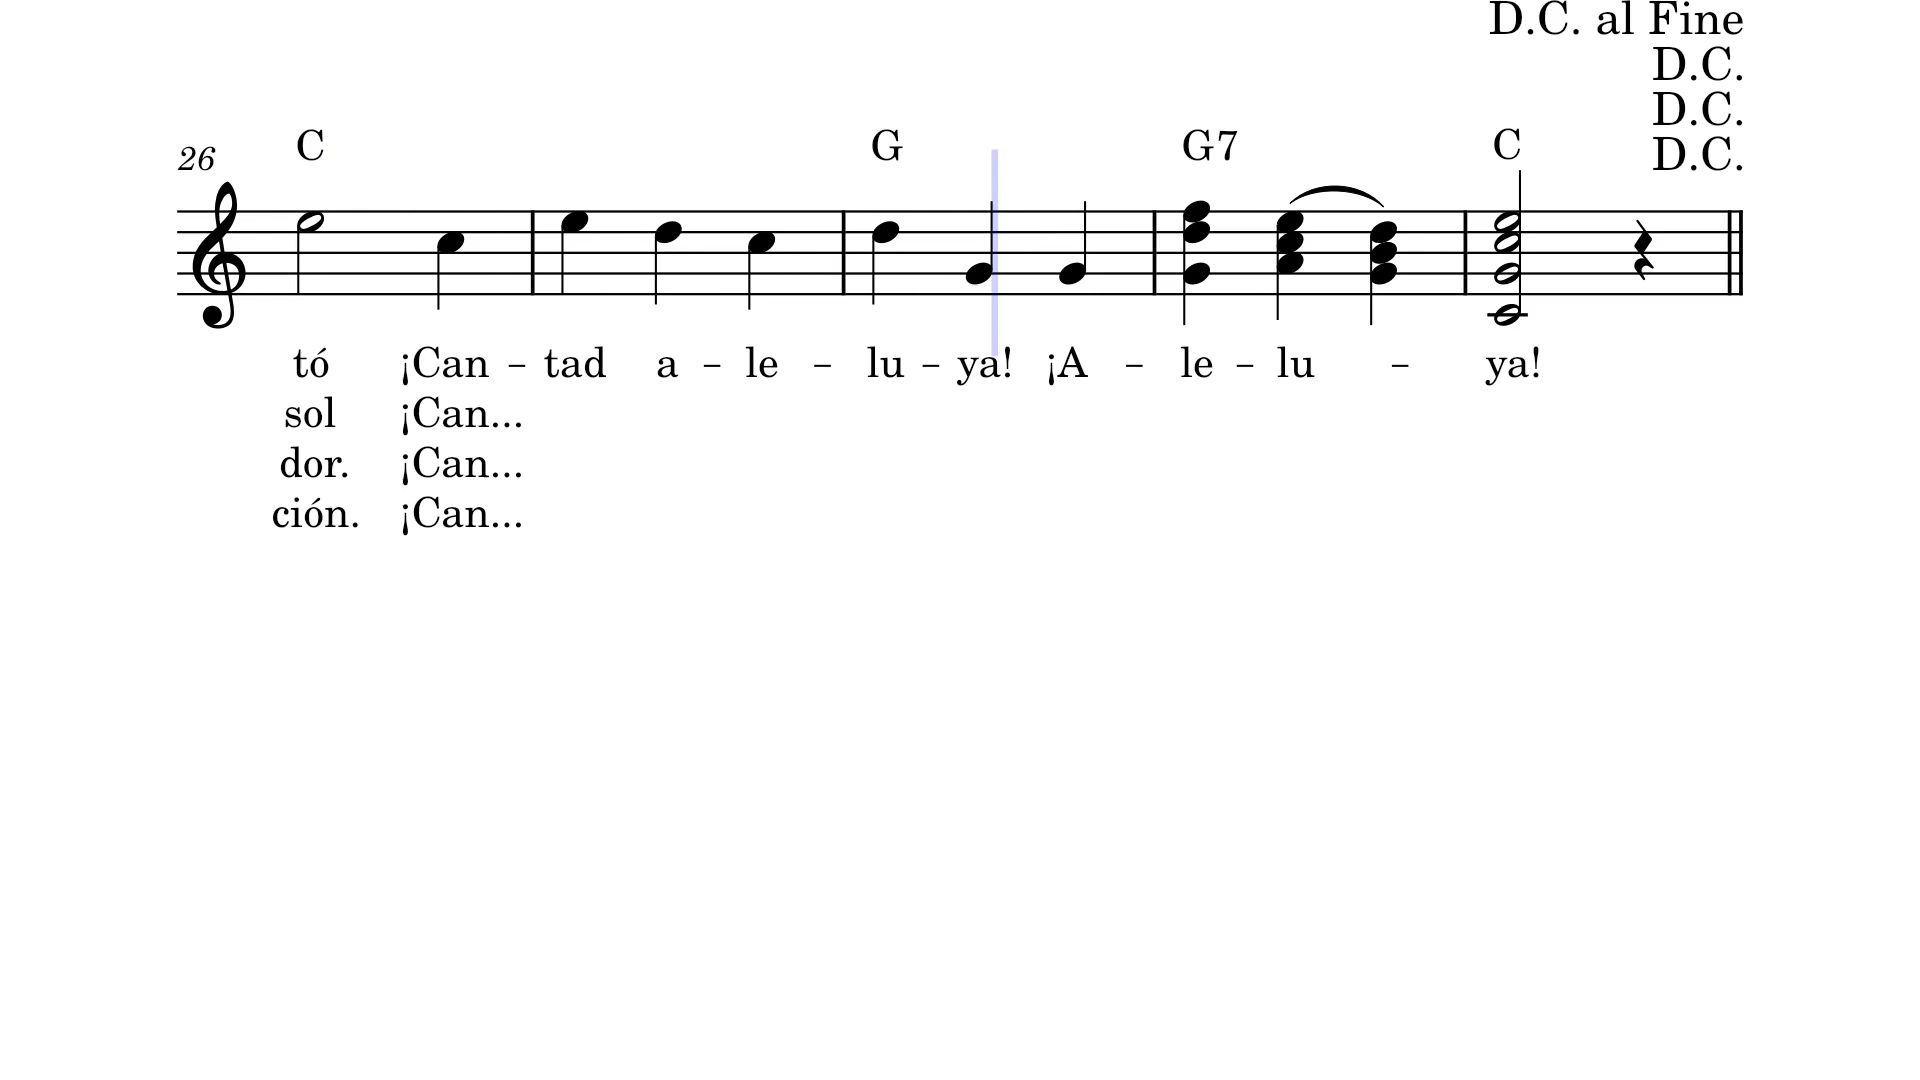 D.C. al Fine
D.C.
D.C.
D.C.
26 C G G7 C
tó ¡Can – tad a – le – lu – ya! ¡A – le – lu – ya!
sol ¡Can...
dor. ¡Can...
ción. ¡Can...